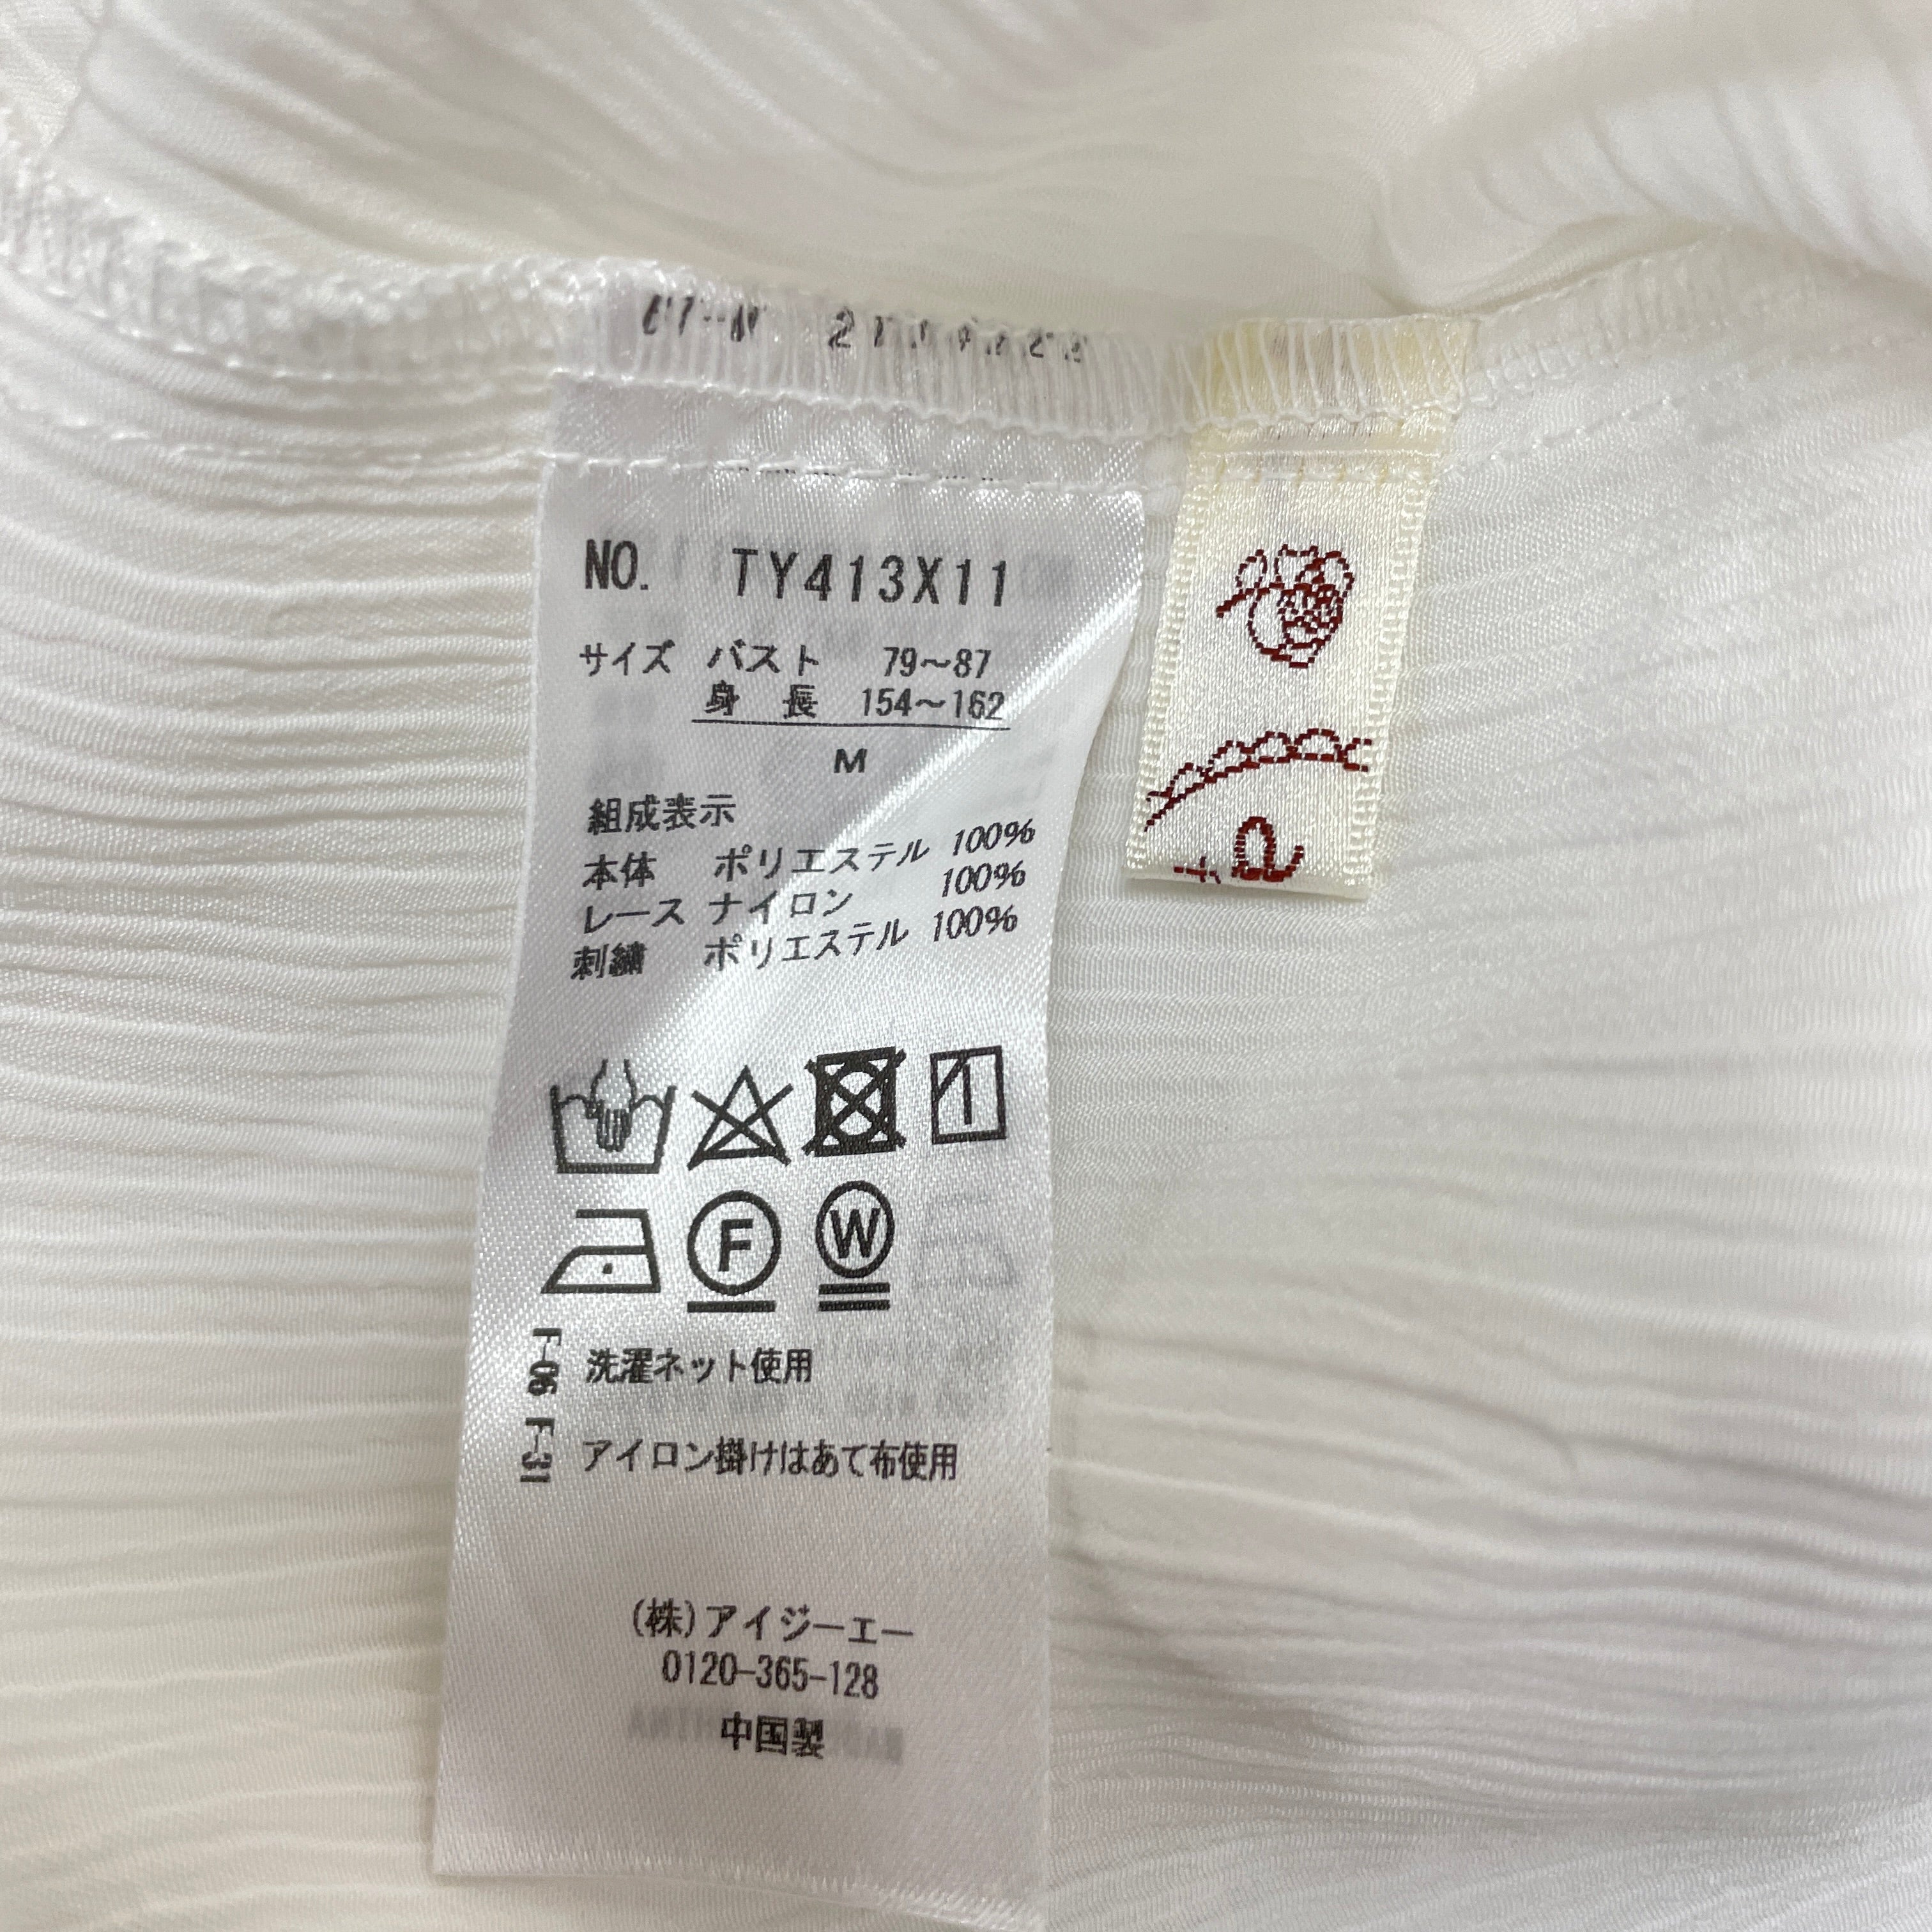 NO. TY413X11
サイズ バスト 79～87
身 長 154～162
M
組成表示
本体 ポリエステル 100%
レース ナイロン 100%
刺繍 ポリエステル 100%
F
W
F-06 洗濯ネット使用
F-31 アイロン掛けはあて布使用
(株)アイジーエー
0120-365-128
中国製